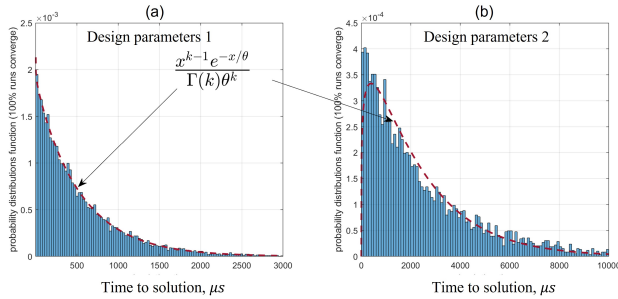 (a)
(b)
2.5 ×10⁻³
4.5 ×10⁻⁴
Design parameters 1
Design parameters 2
x^{k-1}e^{-x/θ}
Γ(k)θ^k
probability distributions function (100% runs converge)
2
1.5
1
0.5
0
500
1000
1500
2000
2500
3000
Time to solution, μs
probability distributions function (100% runs converge)
4
3.5
3
2.5
2
1.5
1
0.5
0
0
2000
4000
6000
8000
10000
Time to solution, μs